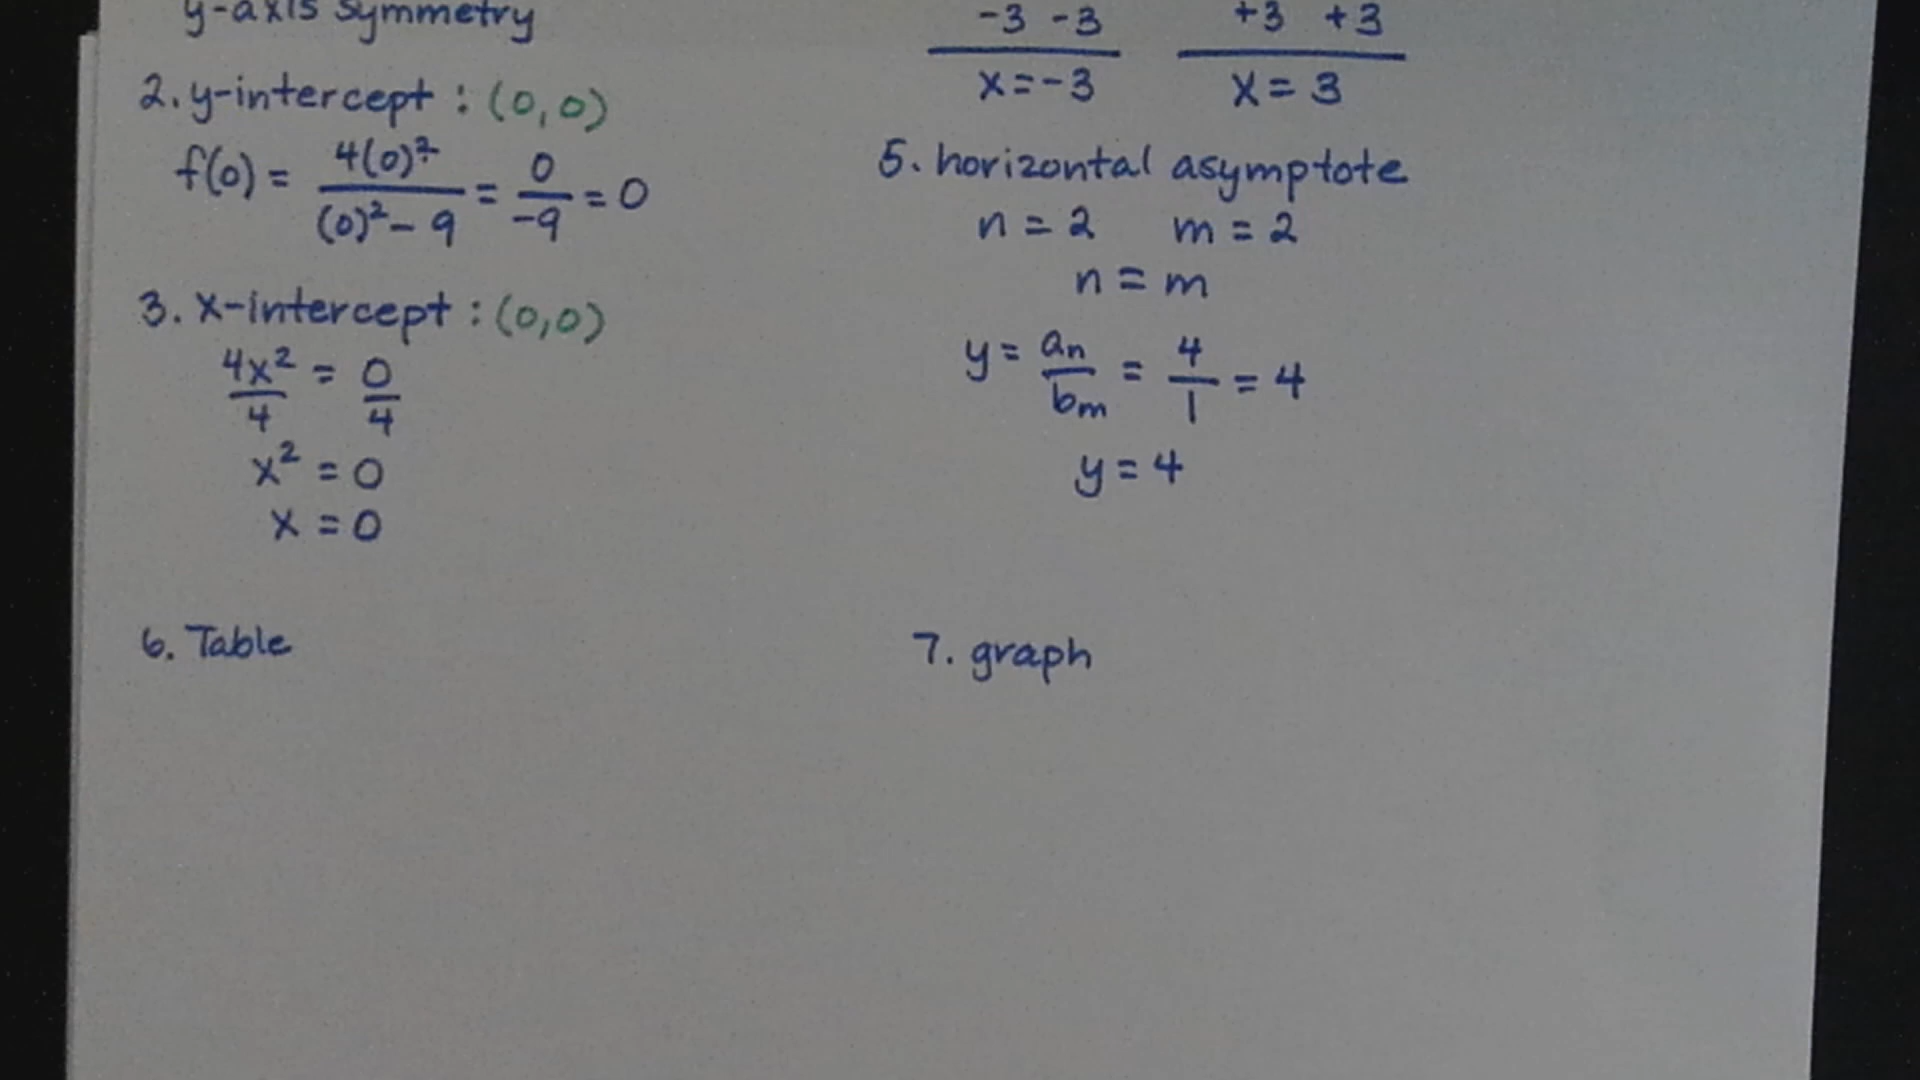 y-axis symmetry
2. y-intercept : (0,0)
f(0) = 4(0)² / (0)² - 9 = 0 / -9 = 0
3. x-intercept : (0,0)
4x² / 4 = 0 / 4
x² = 0
x = 0
-3 -3 +3 +3
x = -3 x = 3
5. horizontal asymptote
n = 2 m = 2
n = m
y = aₙ / bₘ = 4 / 1 = 4
y = 4
6. Table
7. graph